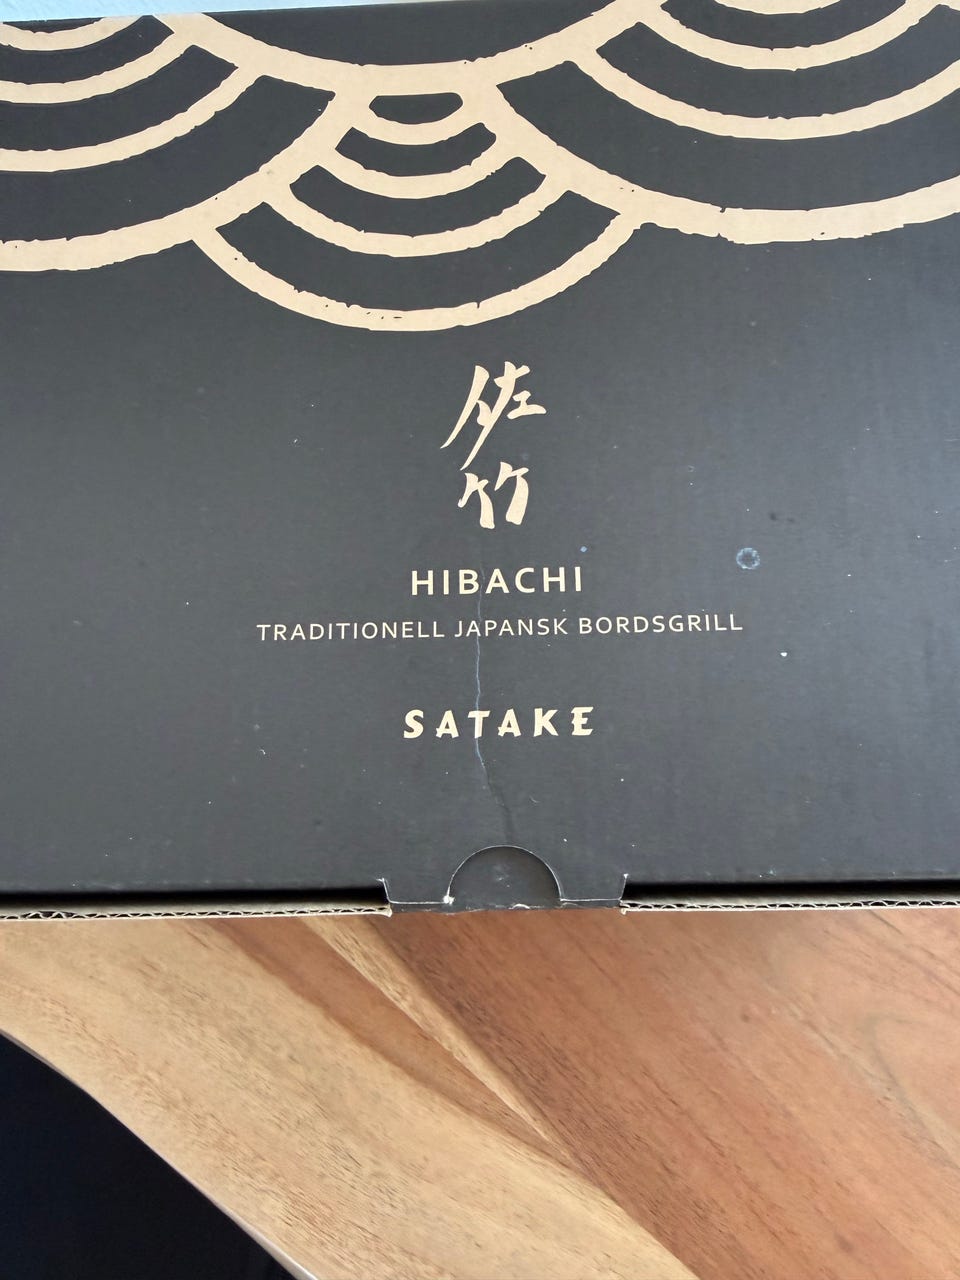 佐
竹
HIBACHI
TRADITIONELL JAPANSK BORDSGRILL
SATAKE